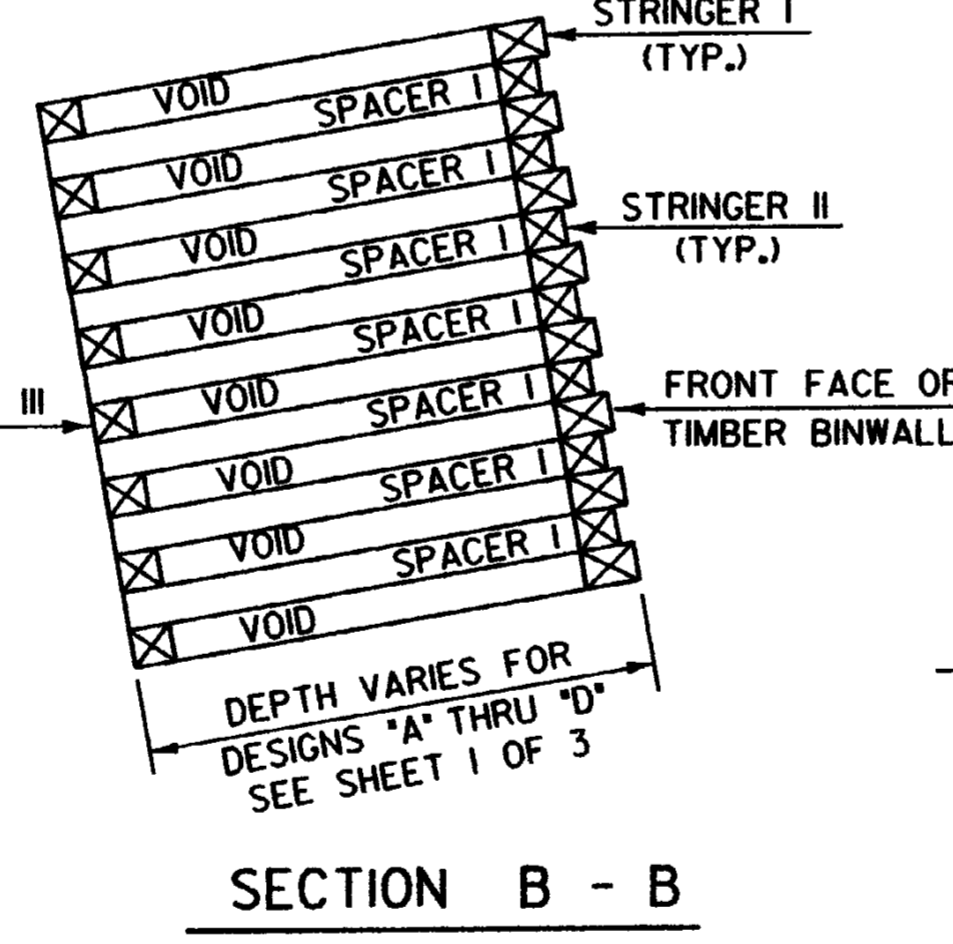 STRINGER I
(TYP.)
VOID
SPACER I
VOID
SPACER I
STRINGER II
(TYP.)
VOID
SPACER I
VOID
SPACER I
III
VOID
SPACER I
FRONT FACE OF
TIMBER BINWALL
VOID
SPACER I
VOID
SPACER I
VOID
DEPTH VARIES FOR
DESIGNS "A" THRU "D"
SEE SHEET 1 OF 3
SECTION B - B